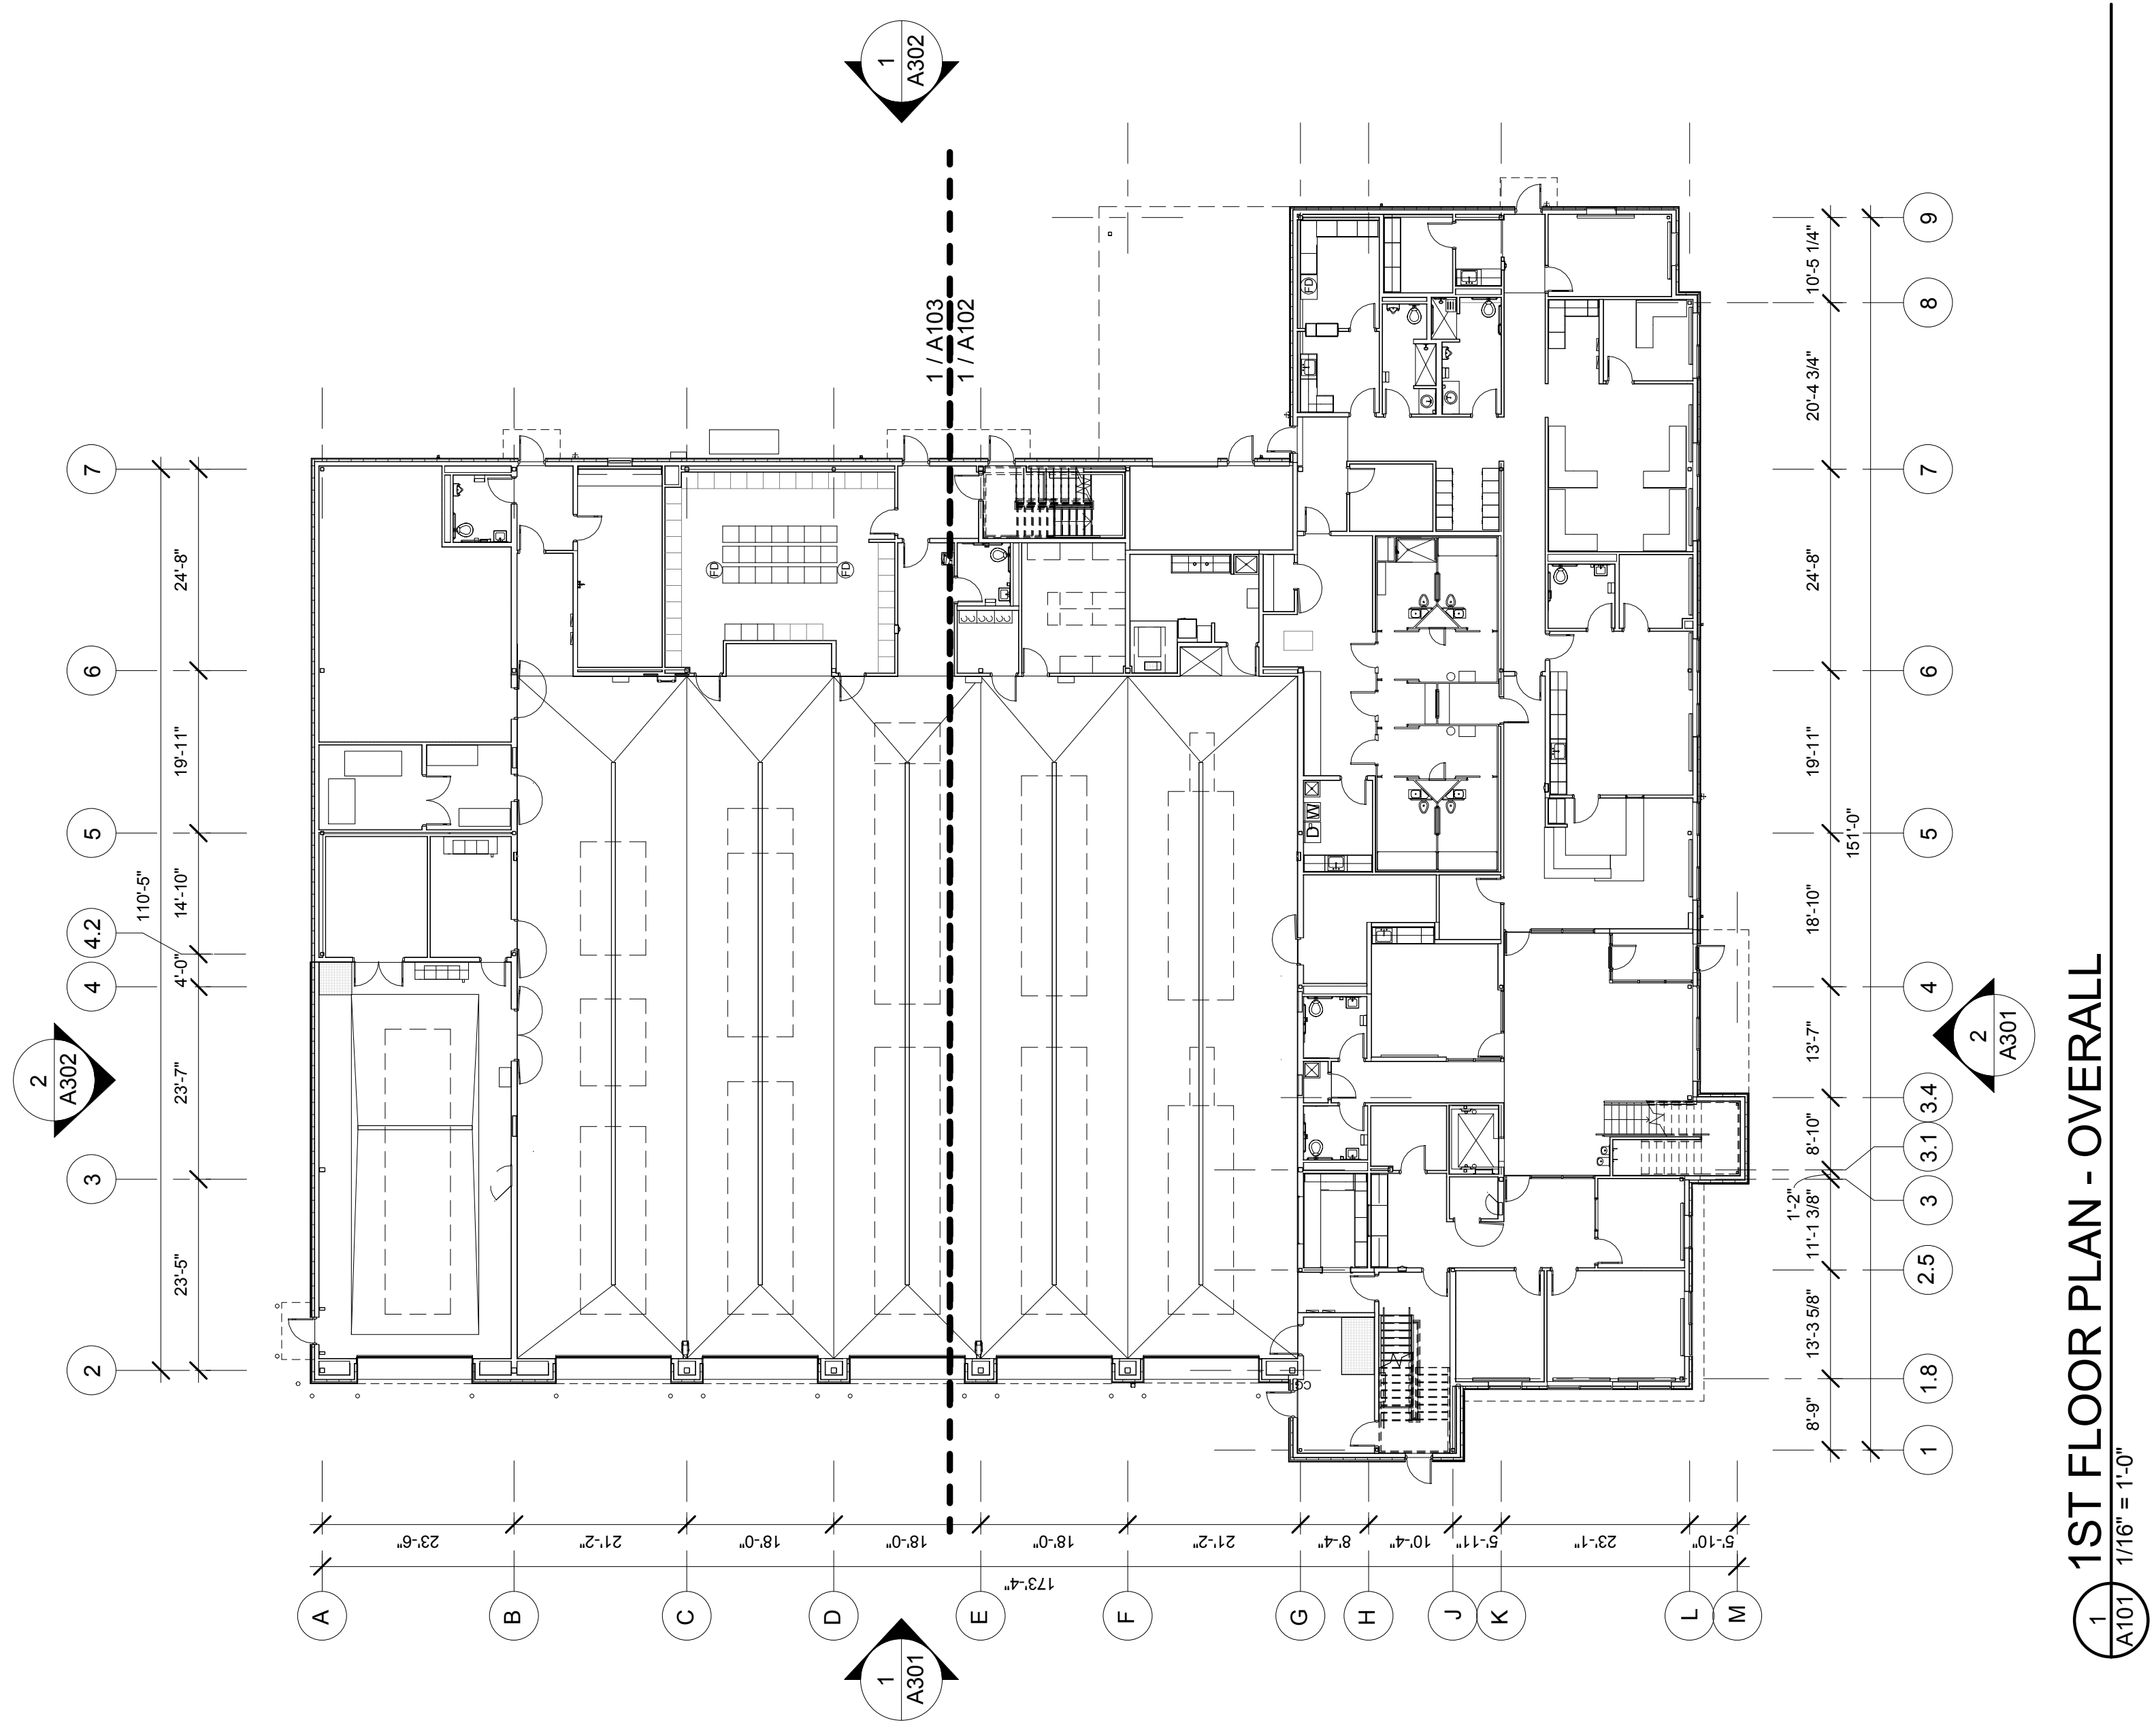 1
A302
2
A302
1 / A103
1 / A102
7
6
5
4.2
4
3
2
110'-5"
24'-8"
19'-11"
14'-10"
4'-0"
23'-7"
23'-5"
9
8
7
6
5
4
3.4
3.1
3
2.5
1.8
1
151'-0"
10'-5 1/4"
20'-4 3/4"
24'-8"
19'-11"
18'-10"
13'-7"
8'-10"
1'-2"
11'-1 3/8"
13'-3 5/8"
8'-9"
FD
FD
FD
D
W
23'-6"
21'-2"
18'-0"
18'-0"
18'-0"
21'-2"
8'-4"
10'-4"
5'-11"
23'-1"
5'-10"
173'-4"
A
B
C
D
E
F
G
H
J
K
L
M
1
A301
2
A301
1
A101
1ST FLOOR PLAN - OVERALL
1/16" = 1'-0"